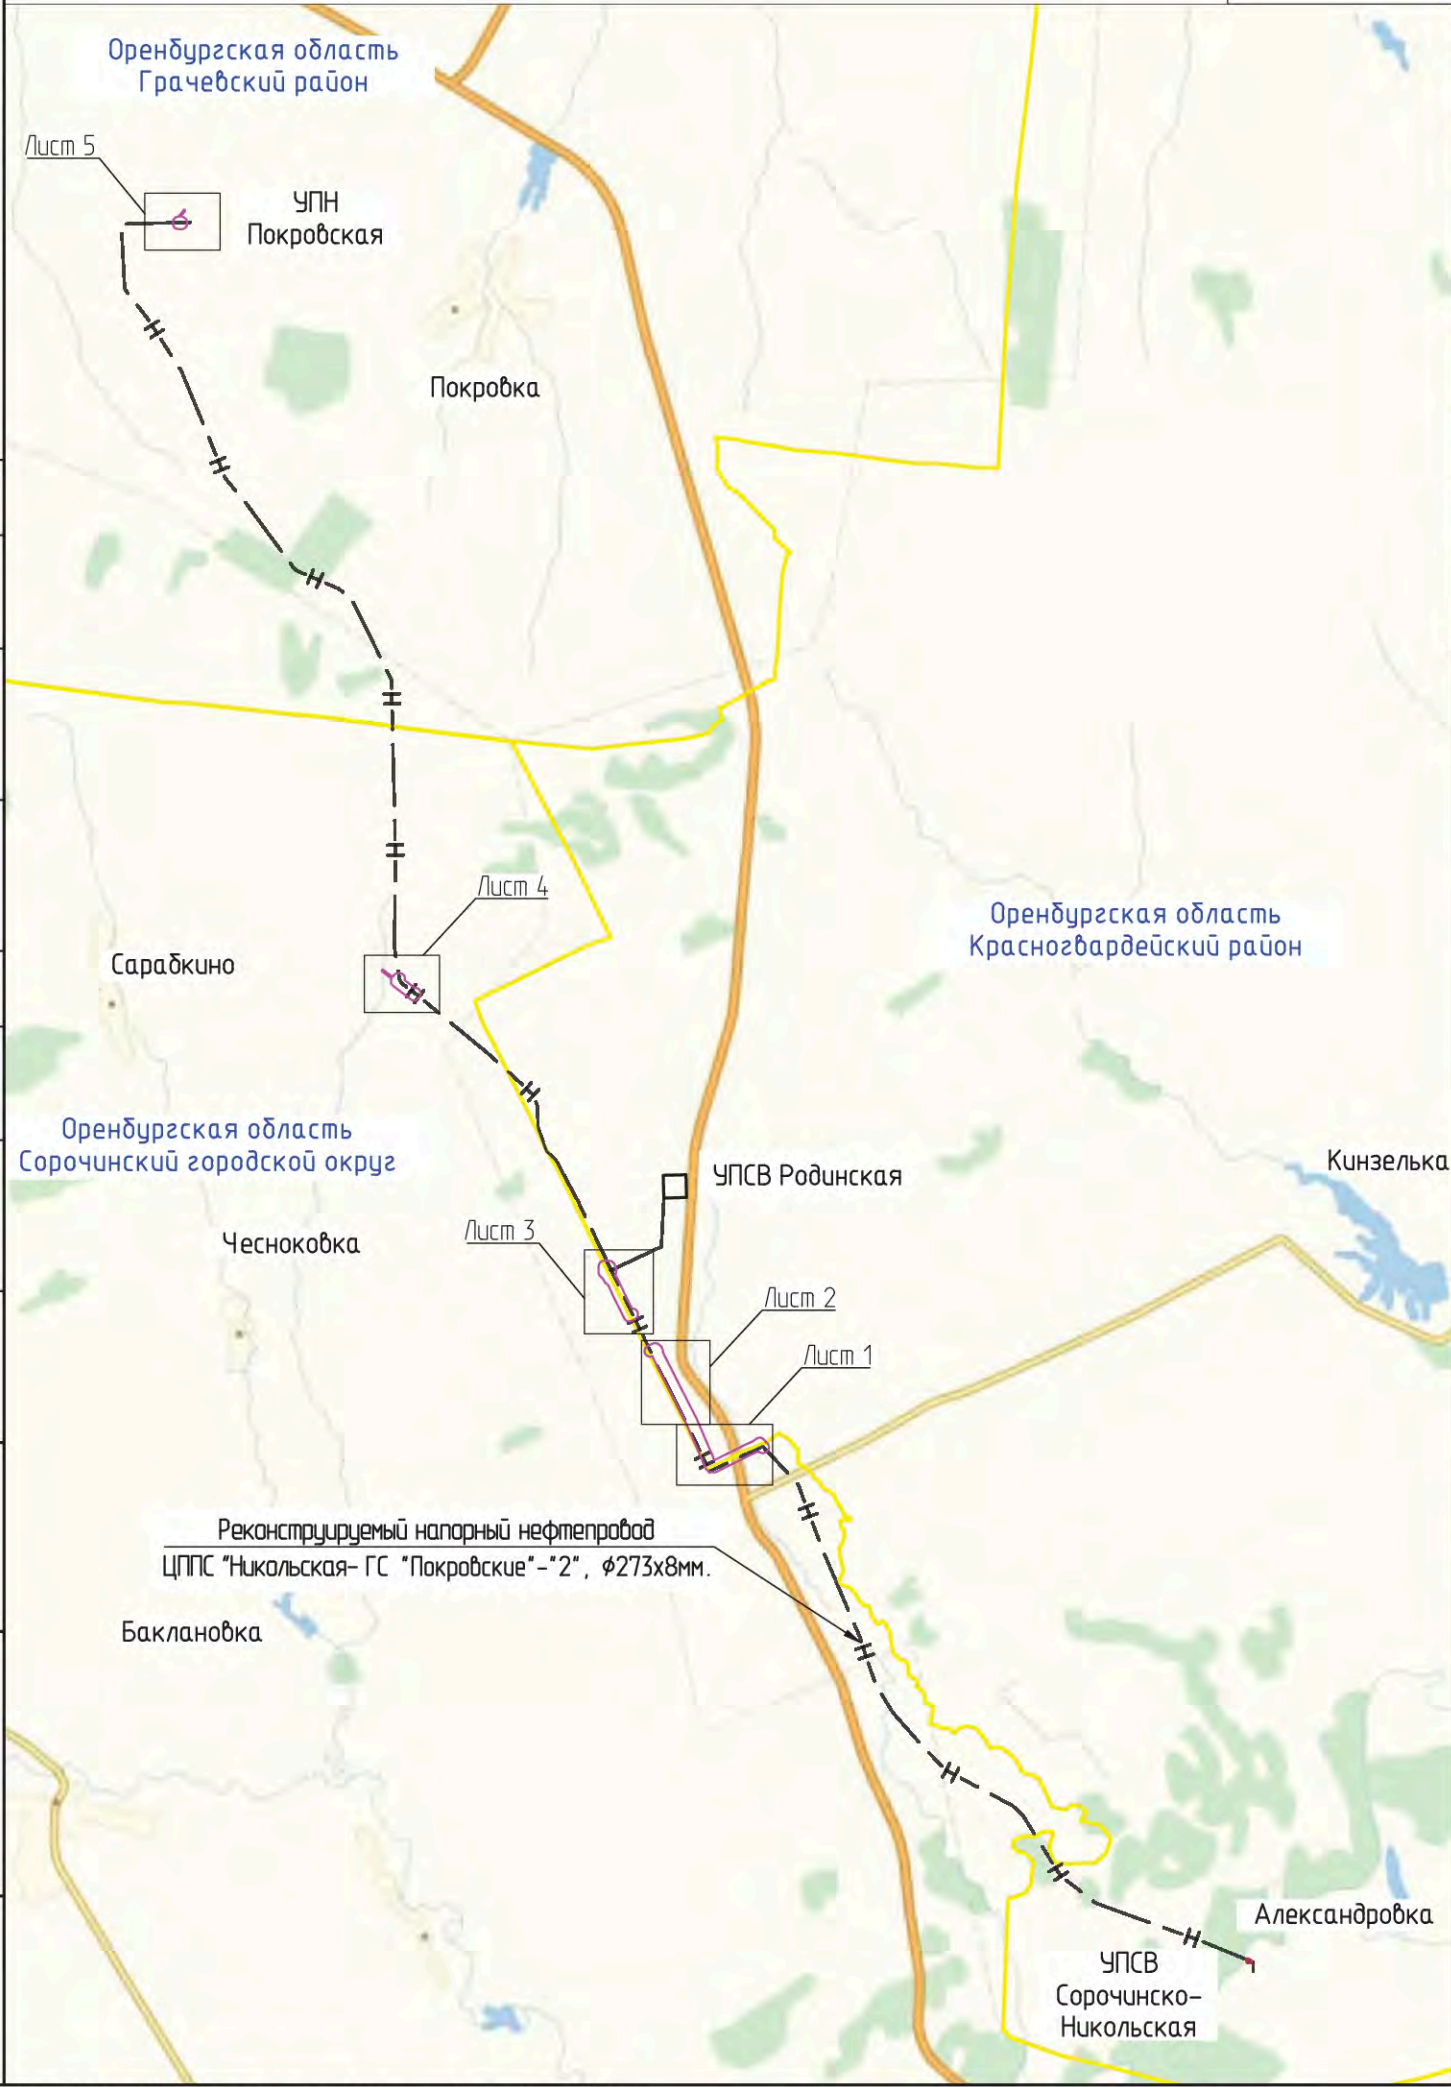 Оренбургская область
Грачевский район
Лист 5
УПН
Покровская
Покровка
Лист 4
Оренбургская область
Красногвардейский район
Сарабкино
Оренбургская область
Сорочинский городской округ
Кинзелька
УПСВ Родинская
Чесноковка
Лист 3
Лист 2
Лист 1
Реконструируемый напорный нефтепровод
ЦППС "Никольская- ГС "Покровские"-"2", ф273х8мм.
Баклановка
Александровка
УПСВ
Сорочинско-
Никольская
Н
Н
Н
Н
Н
Н
Н
Н
Н
Н
Н
Н
Н
Н